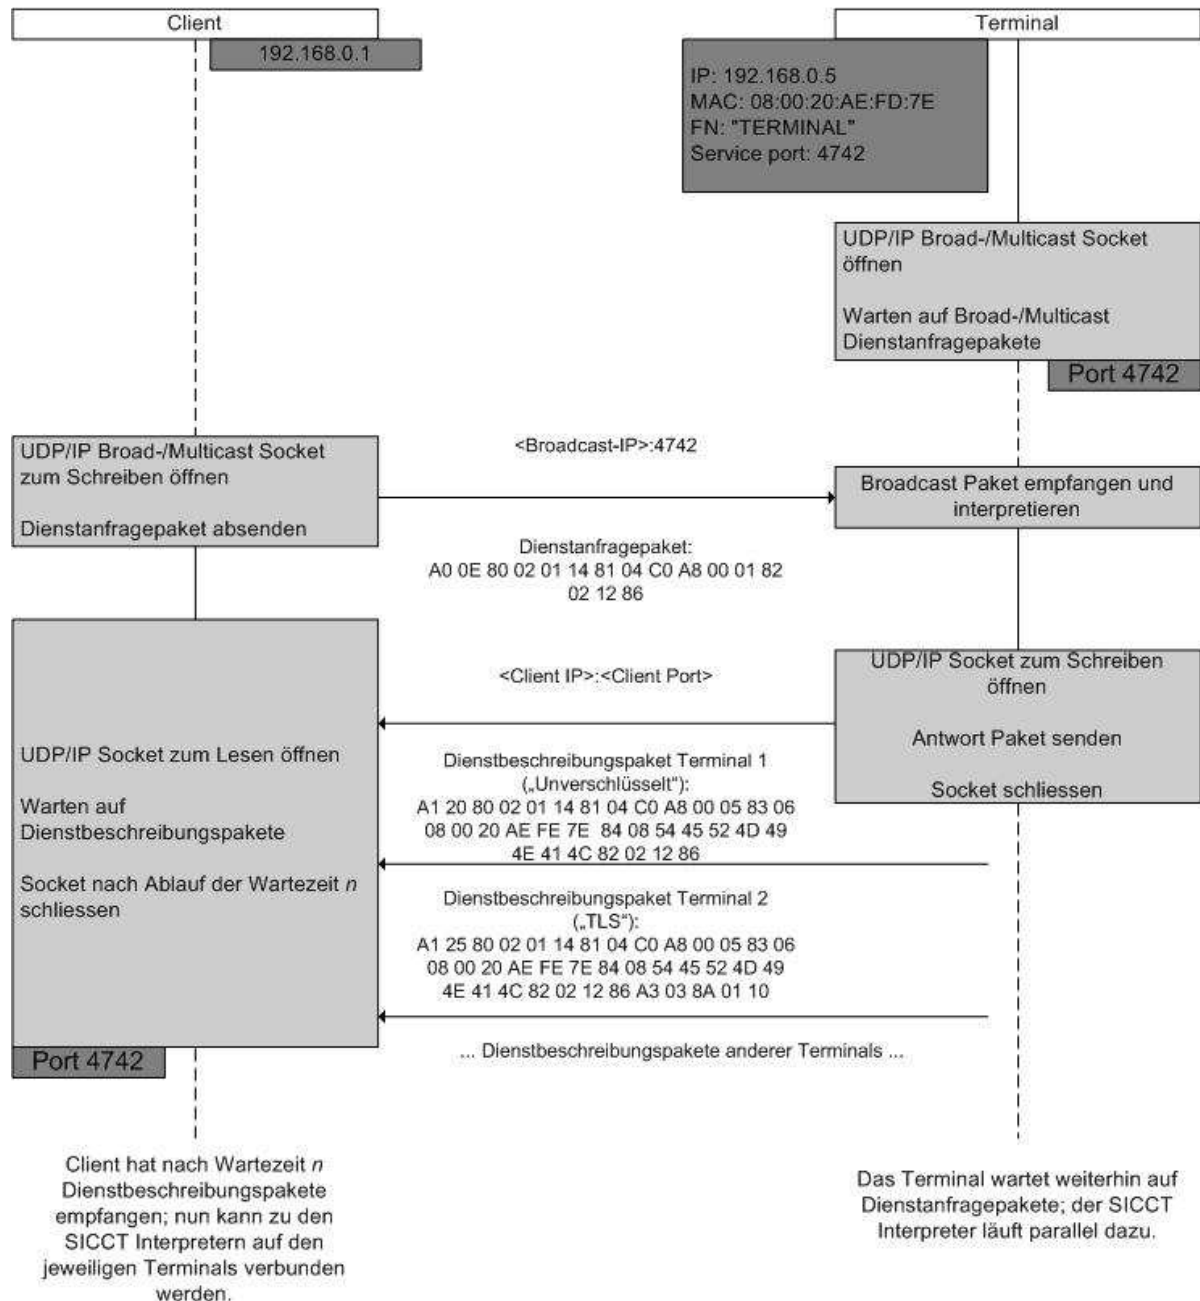 Client
Terminal
192.168.0.1
IP: 192.168.0.5
MAC: 08:00:20:AE:FD:7E
FN: "TERMINAL"
Service port: 4742
UDP/IP Broad-/Multicast Socket
öffnen
Warten auf Broad-/Multicast
Dienstanfragepakete
Port 4742
UDP/IP Broad-/Multicast Socket
zum Schreiben öffnen
Dienstanfragepaket absenden
<Broadcast-IP>:4742
Broadcast Paket empfangen und
interpretieren
Dienstanfragepaket:
A0 0E 80 02 01 14 81 04 C0 A8 00 01 82
02 12 86
UDP/IP Socket zum Schreiben
öffnen
Antwort Paket senden
Socket schliessen
<Client IP>:<Client Port>
UDP/IP Socket zum Lesen öffnen
Warten auf
Dienstbeschreibungspakete
Socket nach Ablauf der Wartezeit n
schliessen
Port 4742
Dienstbeschreibungspaket Terminal 1
(„Unverschlüsselt“):
A1 20 80 02 01 14 81 04 C0 A8 00 05 83 06
08 00 20 AE FE 7E 84 08 54 45 52 4D 49
4E 41 4C 82 02 12 86
Dienstbeschreibungspaket Terminal 2
(„TLS“):
A1 25 80 02 01 14 81 04 C0 A8 00 05 83 06
08 00 20 AE FE 7E 84 08 54 45 52 4D 49
4E 41 4C 82 02 12 86 A3 03 8A 01 10
... Dienstbeschreibungspakete anderer Terminals ...
Client hat nach Wartezeit n
Dienstbeschreibungspakete
empfangen; nun kann zu den
SICCT Interpretern auf den
jeweiligen Terminals verbunden
werden.
Das Terminal wartet weiterhin auf
Dienstanfragepakete; der SICCT
Interpreter läuft parallel dazu.